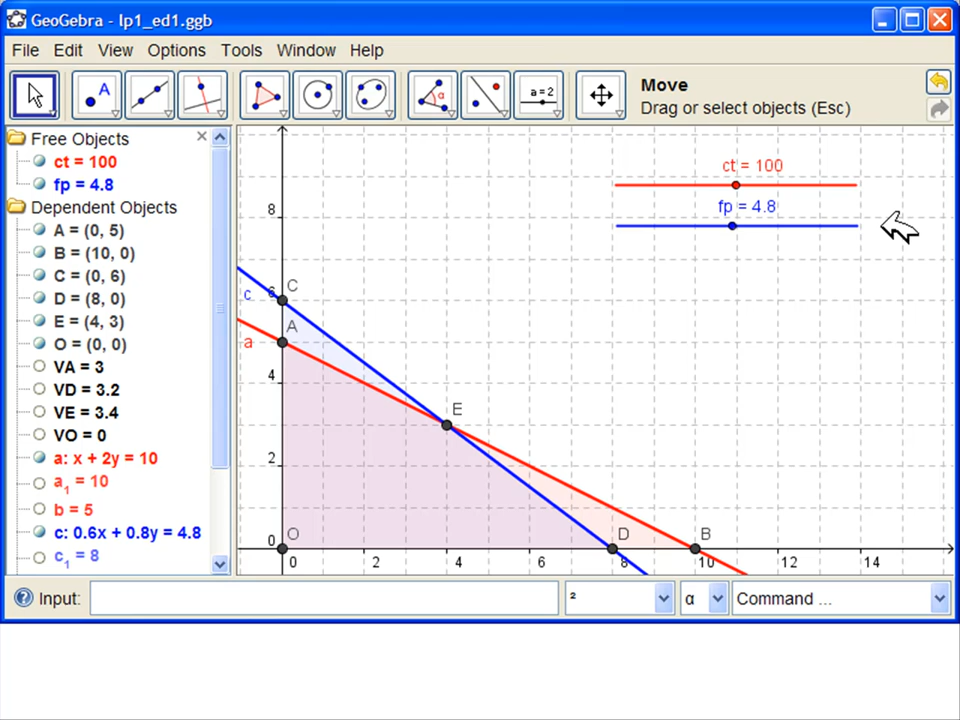 GeoGebra - lp1_ed1.ggb
File Edit View Options Tools Window Help
A
α
a = 2
Move
Drag or select objects (Esc)
Free Objects
ct = 100
fp = 4.8
Dependent Objects
A = (0, 5)
B = (10, 0)
C = (0, 6)
D = (8, 0)
E = (4, 3)
O = (0, 0)
VA = 3
VD = 3.2
VE = 3.4
VO = 0
a: x + 2y = 10
a₁ = 10
b = 5
c: 0.6x + 0.8y = 4.8
c₁ = 8
ct = 100
fp = 4.8
8
c 6 C
A
a
4
E
2
0 O D B
0 2 4 6 8 10 12 14
Input: ² α Command ...